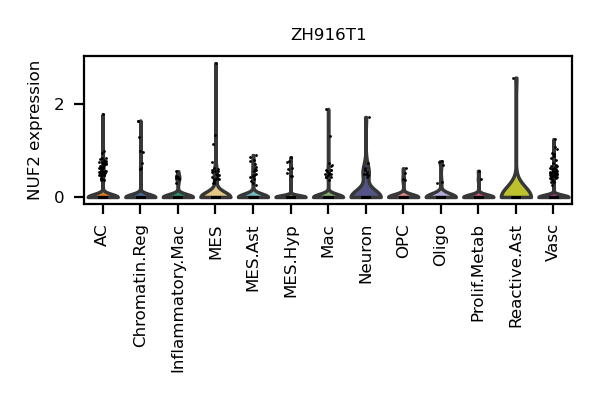 ZH916T1
NUF2 expression
2
0
AC
Chromatin.Reg
Inflammatory.Mac
MES
MES.Ast
MES.Hyp
Mac
Neuron
OPC
Oligo
Prolif.Metab
Reactive.Ast
Vasc